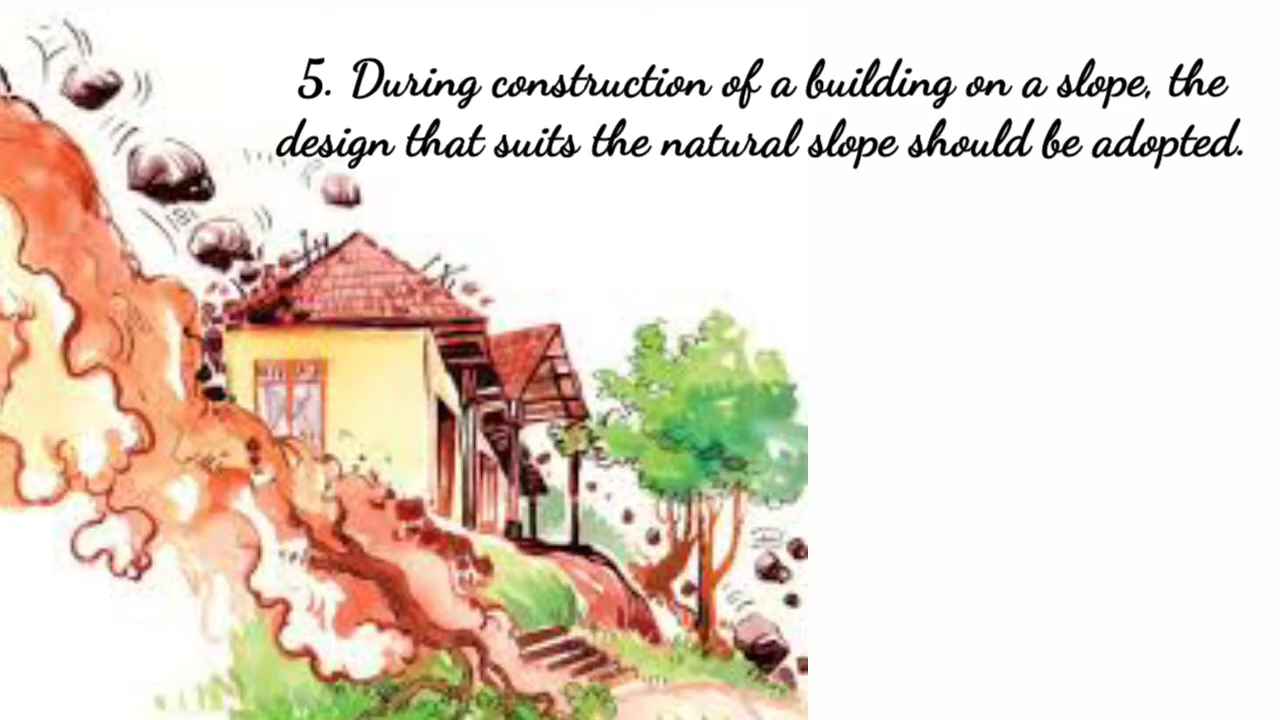 5. During construction of a building on a slope, the
design that suits the natural slope should be adopted.